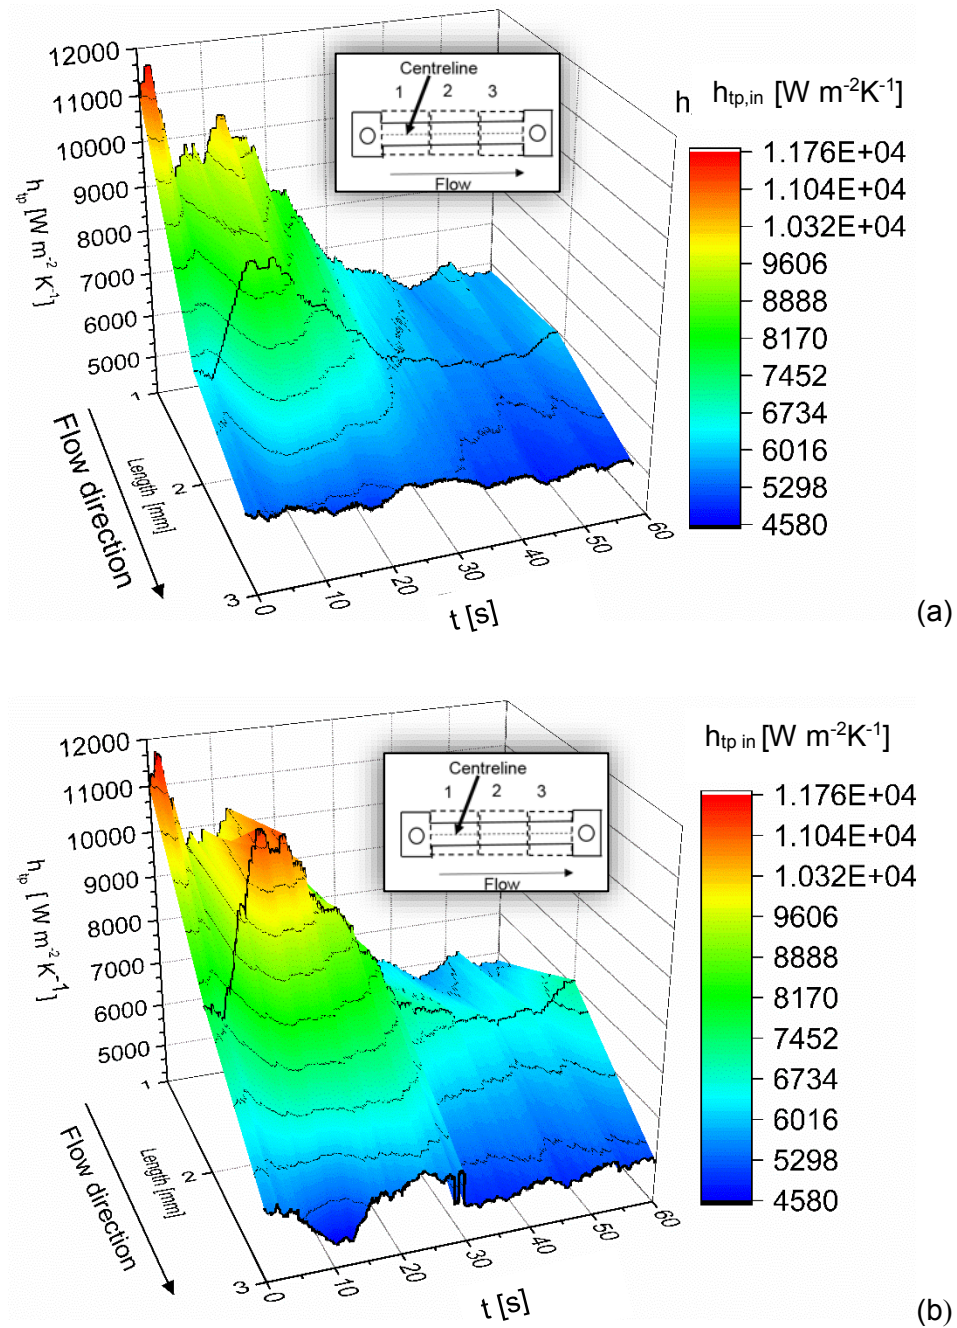 12000
11000
10000
9000
8000
7000
6000
5000
h_tp [W m⁻² K⁻¹]
Centreline
1 2 3
Flow
h h_tp,in [W m⁻²K⁻¹]
1.176E+04
1.104E+04
1.032E+04
9606
8888
8170
7452
6734
6016
5298
4580
1
2
3
Length [mm]
Flow direction
0
10
20
30
40
50
60
t [s]
(a)
12000
11000
10000
9000
8000
7000
6000
5000
h_tp [W m⁻² K⁻¹]
Centreline
1 2 3
Flow
h_tp in [W m⁻²K⁻¹]
1.176E+04
1.104E+04
1.032E+04
9606
8888
8170
7452
6734
6016
5298
4580
1
2
3
Length [mm]
Flow direction
0
10
20
30
40
50
60
t [s]
(b)